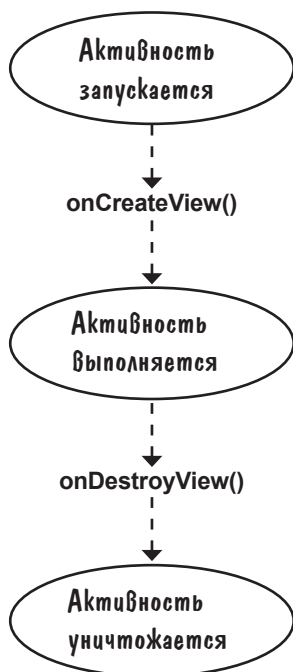 Активность
запускается
onCreateView()
Активность
выполняется
onDestroyView()
Активность
уничтожается